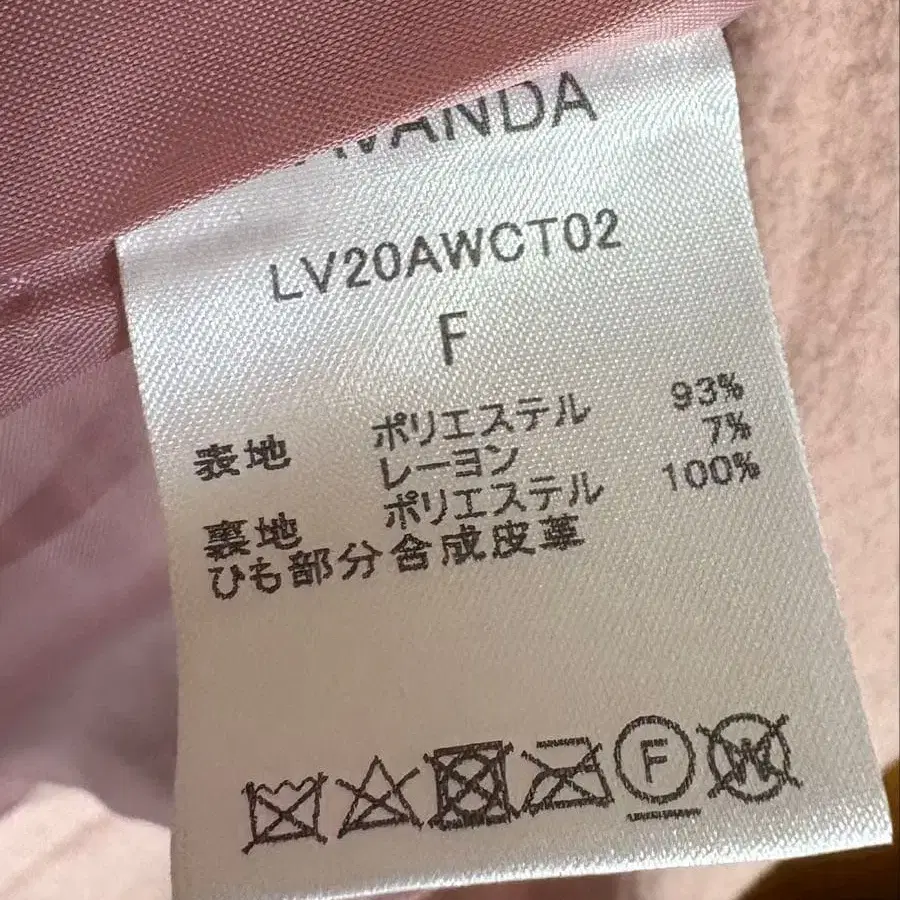 LV20AWCT02
F
表地 ポリエステル 93%
レーヨン 7%
裏地 ポリエステル 100%
ひも部分合成皮革
F
W